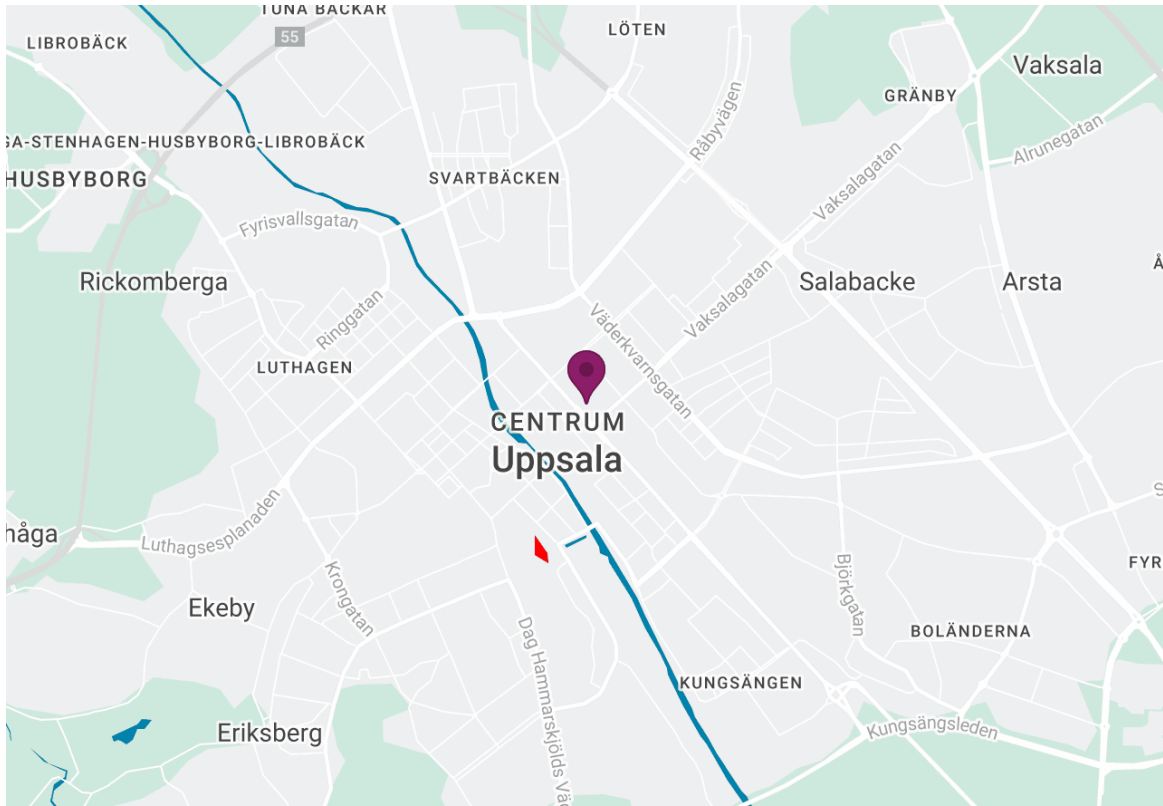 TUNA BACKAR
55
LIBROBÄCK
LÖTEN
Vaksala
GRÄNBY
Råbyvägen
Alrunegatan
GA-STENHAGEN-HUSBYBORG-LIBROBÄCK
HUSBYBORG
SVARTBÄCKEN
Vaksalagatan
Fyrisvallsgatan
Rickomberga
Salabacke
Arsta
Å
Ringgatan
Väderkvarnsgatan
Vaksalagatan
LUTHAGEN
CENTRUM
Uppsala
S
håga
Luthagsesplanaden
FYR
Krongatan
Björkgatan
Ekeby
BOLÄNDERNA
Dag Hammarskjölds Väg
KUNGSÄNGEN
Eriksberg
Kungsängsleden